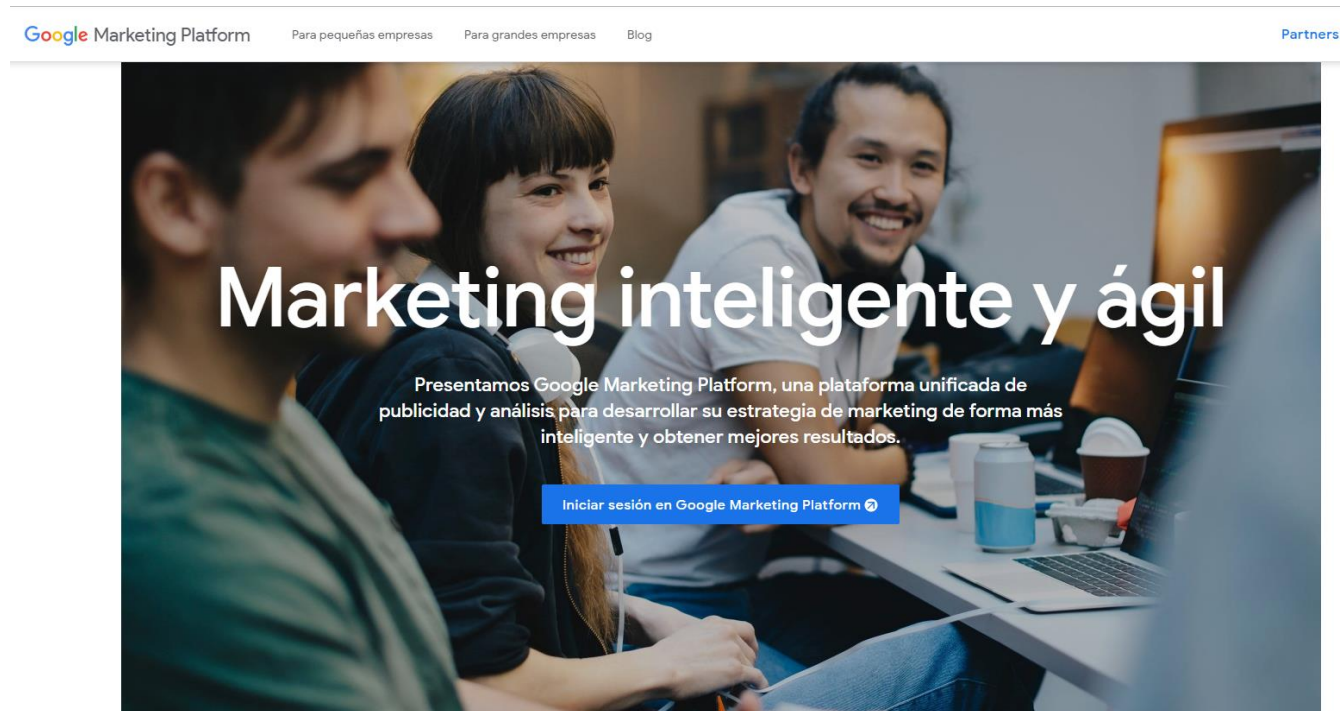 Google Marketing Platform
Para pequeñas empresas
Para grandes empresas
Blog
Partners
Marketing inteligente y ágil
Presentamos Google Marketing Platform, una plataforma unificada de
publicidad y análisis para desarrollar su estrategia de marketing de forma más
inteligente y obtener mejores resultados.
Iniciar sesión en Google Marketing Platform